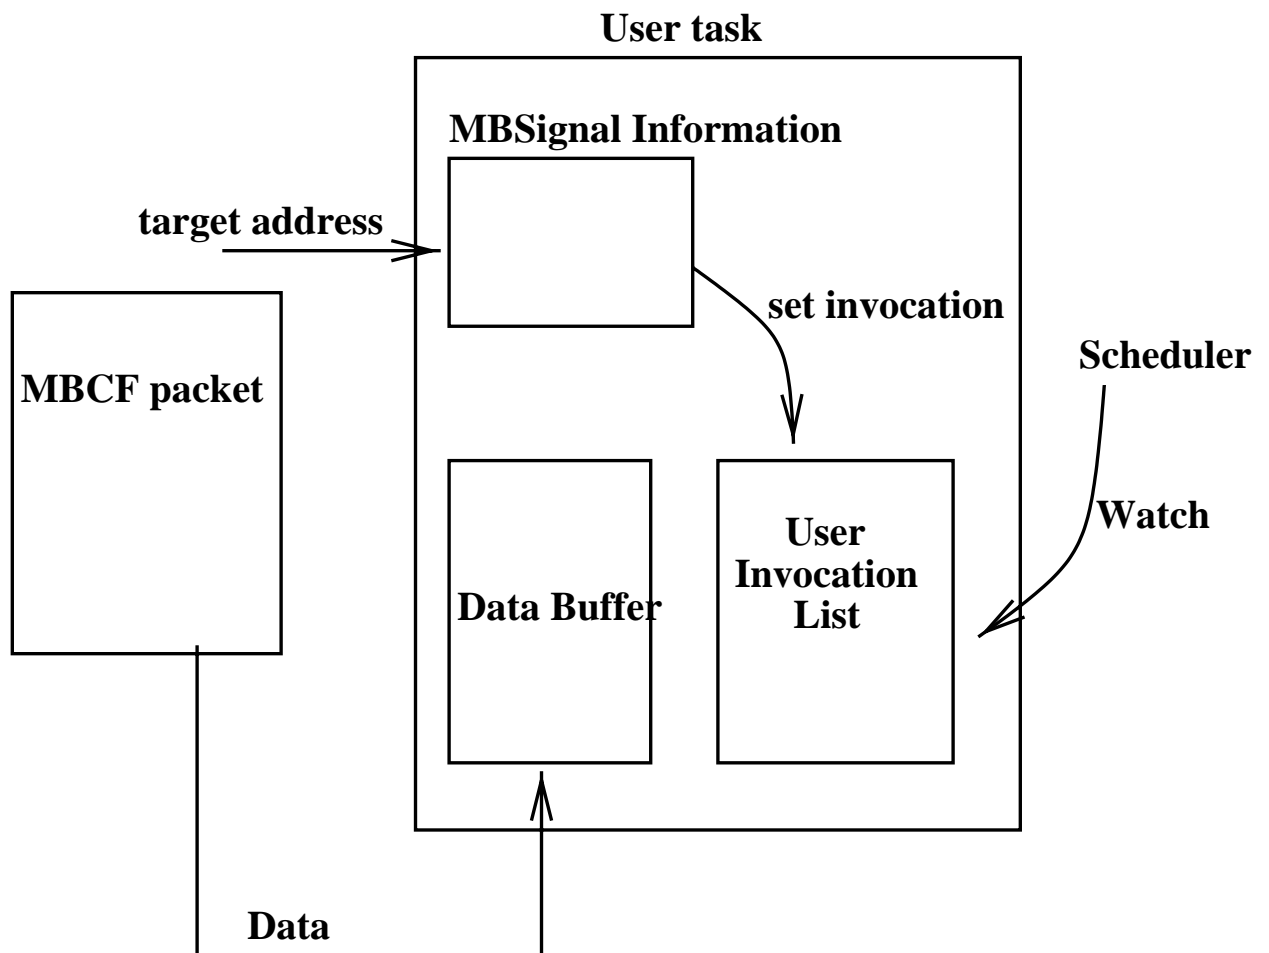 User task
MBSignal Information
target address
set invocation
Scheduler
MBCF packet
Watch
User
Invocation
List
Data Buffer
Data